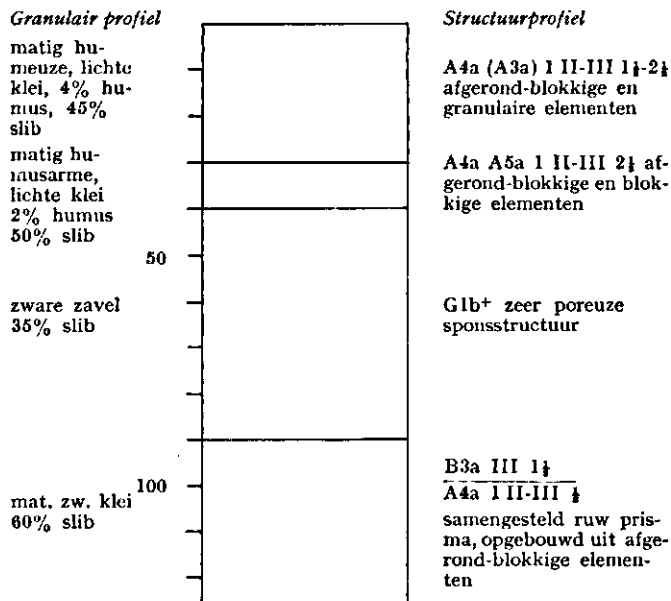 Granulair profiel
matig hu-
meuze, lichte
klei, 4% hu-
mus, 45%
slib
matig hu-
musarme,
lichte klei
2% humus
50% slib
50
zware zavel
35% slib
100
mat. zw. klei
60% slib
Structuurprofiel
A4a (A3a) 1 II-III 1½-2½
afgerond-blokkige en
granulaire elementen
A4a A5a 1 II-III 2½ af-
gerond-blokkige en blok-
kige elementen
G1b+ zeer poreuze
sponsstructuur
B3a III 1½
A4a 1 II-III ½
samengesteld ruw pris-
ma, opgebouwd uit afge-
rond-blokkige elemen-
ten